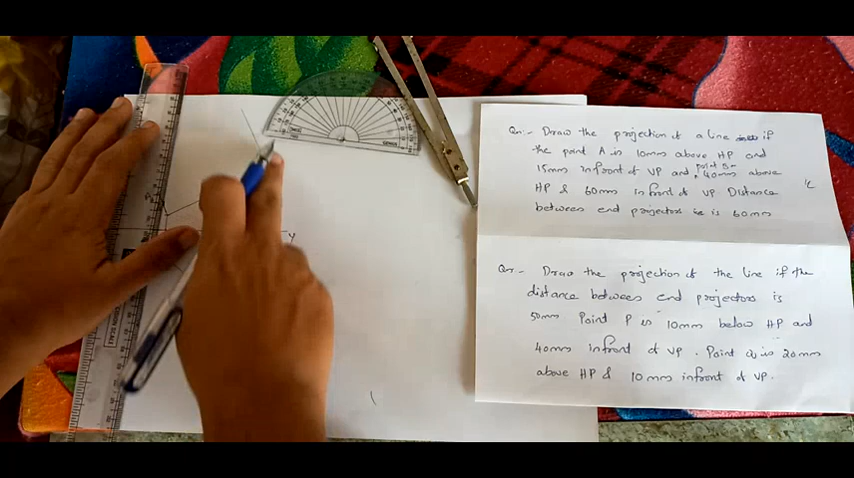 Qn:- Draw the projection of a line if
the point A is 10mm above HP and
15mm infront of VP and point B is 40mm above
HP & 60mm infront of VP Distance
between end projectors is 60mm
Qn:- Draw the projection of the line if the
distance between end projectors is
50mm Point P is 10mm below HP and
40mm infront of VP. Point Q is 20mm
above HP & 10mm infront of VP.
y